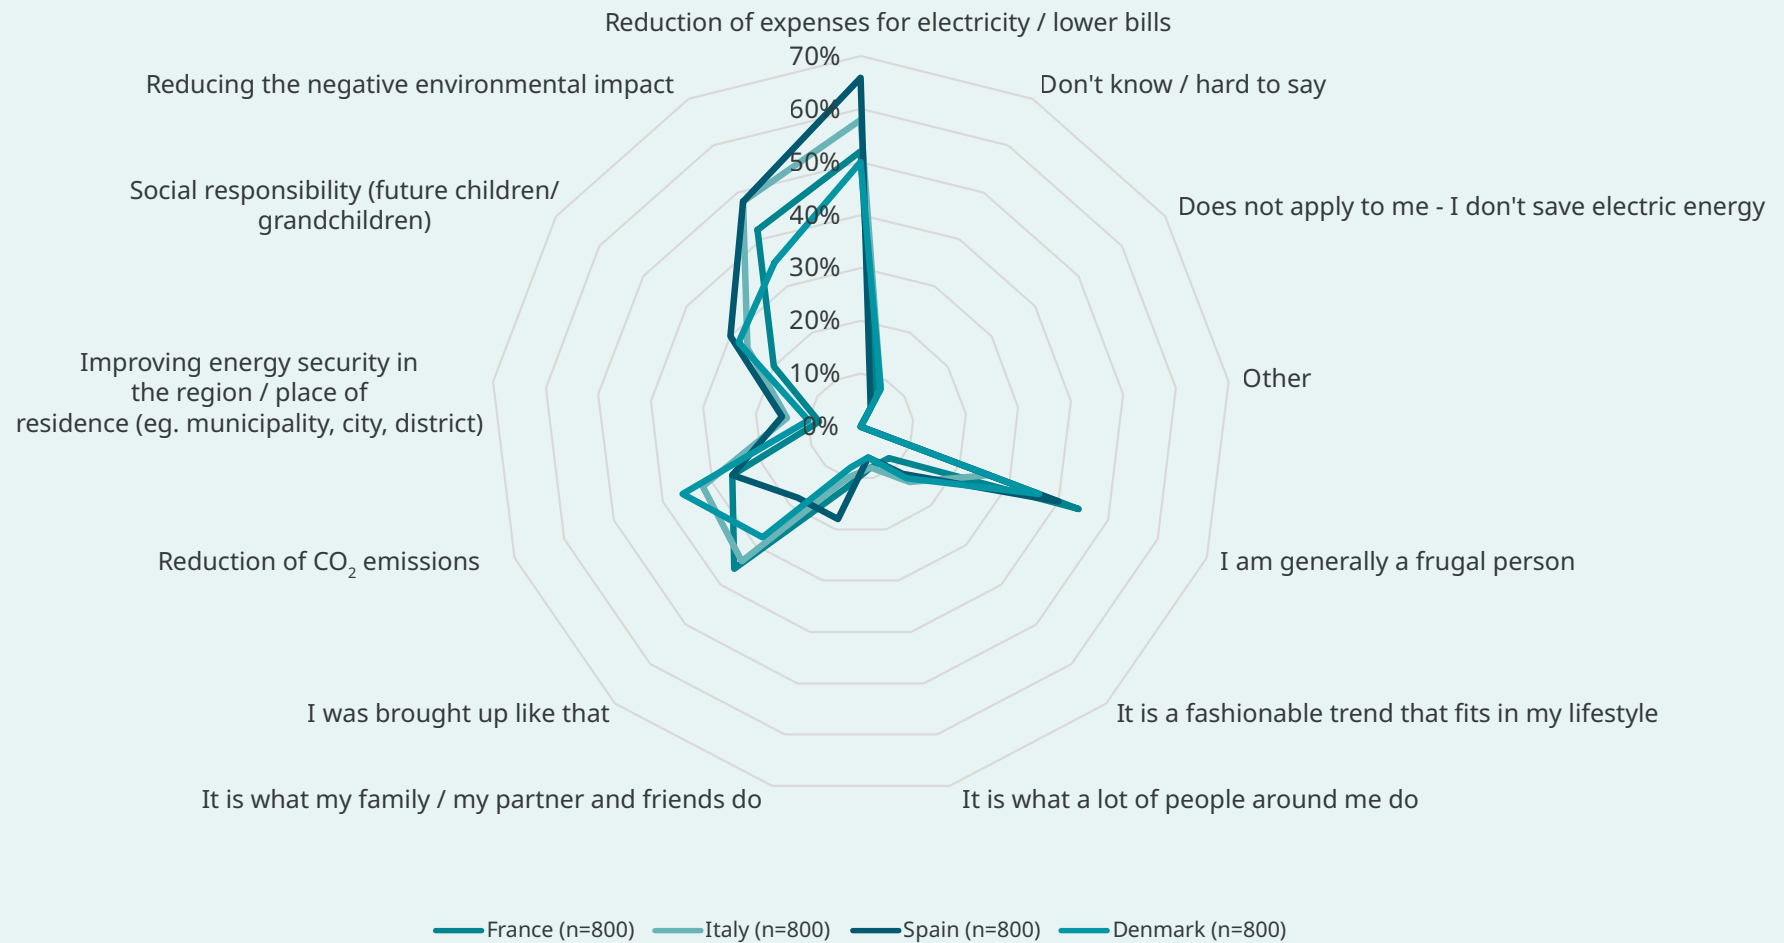 Reduction of expenses for electricity / lower bills
70%
Reducing the negative environmental impact
Don't know / hard to say
60%
50%
Social responsibility (future children/
grandchildren)
Does not apply to me - I don't save electric energy
40%
30%
20%
Improving energy security in
the region / place of
residence (eg. municipality, city, district)
10%
Other
0%
Reduction of CO2 emissions
I am generally a frugal person
I was brought up like that
It is a fashionable trend that fits in my lifestyle
It is what my family / my partner and friends do
It is what a lot of people around me do
France (n=800) Italy (n=800) Spain (n=800) Denmark (n=800)